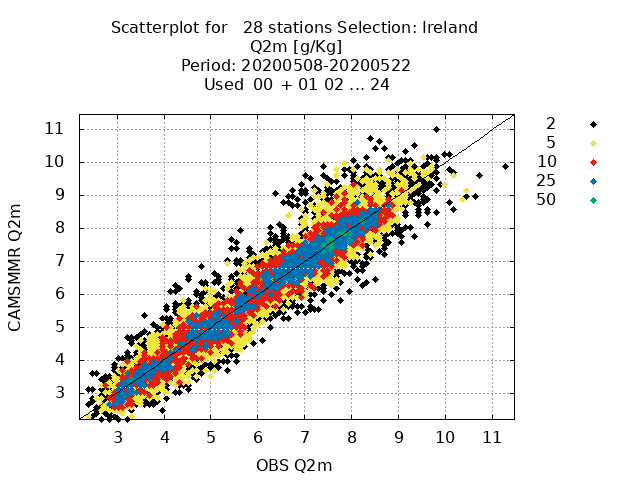 Scatterplot for 28 stations Selection: Ireland
Q2m [g/Kg]
Period: 20200508-20200522
Used 00 + 01 02 ... 24
2
5
10
25
50
11
10
9
8
7
6
5
4
3
CAMSMMR Q2m
3 4 5 6 7 8 9 10 11
OBS Q2m